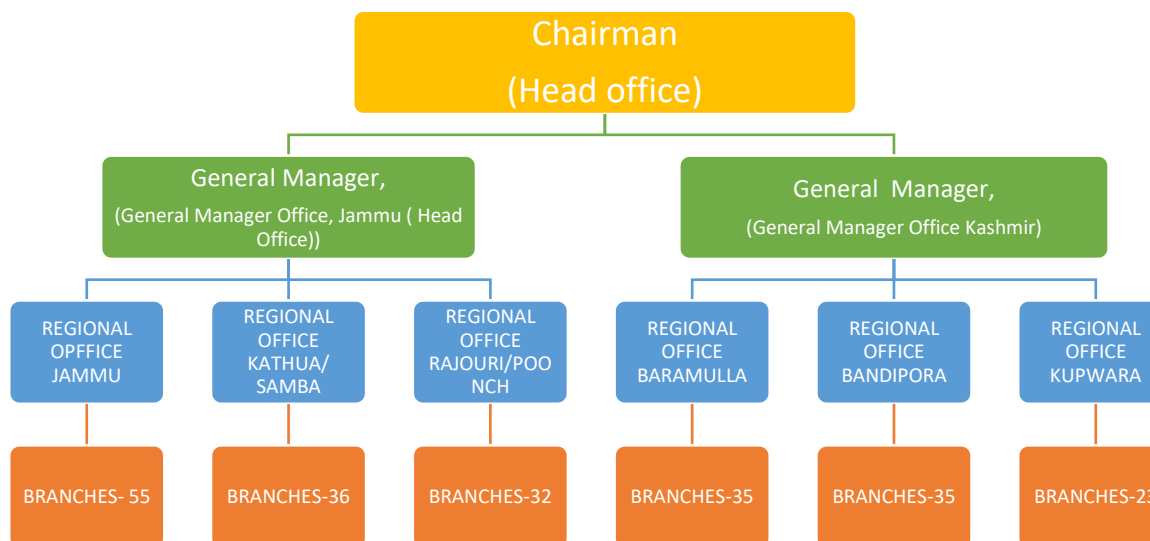 Chairman
(Head office)
General Manager,
(General Manager Office, Jammu ( Head
Office))
General  Manager,
(General Manager Office Kashmir)
REGIONAL
OPFFICE
JAMMU
REGIONAL
OFFICE
KATHUA/
SAMBA
REGIONAL
OFFICE
RAJOURI/POO
NCH
REGIONAL
OFFICE
BARAMULLA
REGIONAL
OFFICE
BANDIPORA
REGIONAL
OFFICE
KUPWARA
BRANCHES- 55
BRANCHES-36
BRANCHES-32
BRANCHES-35
BRANCHES-35
BRANCHES-23